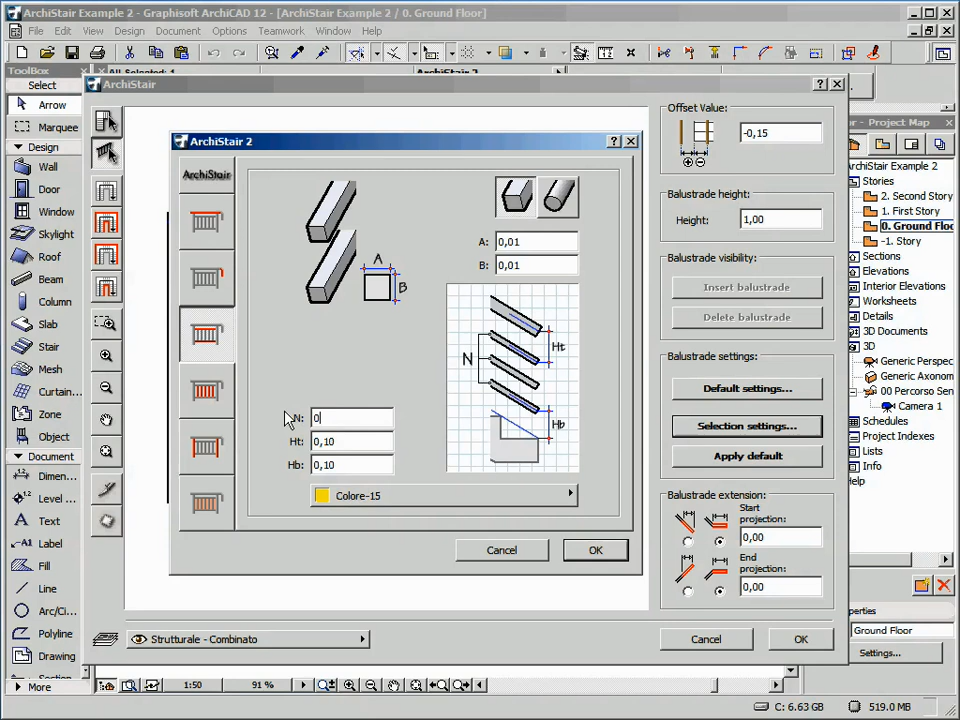 ArchiStair Example 2 - Graphisoft ArchiCAD 12 - [ArchiStair Example 2 / 0. Ground Floor]
File Edit View Design Document Options Teamwork Window Help
ToolBox
Select
Arrow
Marquee
Design
Wall
Door
Window
Skylight
Roof
Beam
Column
Slab
Stair
Mesh
Curtain...
Zone
Object
Document
Dimen...
Level ...
Text
Label
Fill
Line
Arc/Ci...
Polyline
Drawing
More
ArchiStair
ArchiStair 2
ArchiStair
A
B
A: 0,01
B: 0,01
Ht
N
Hb
N: 0
Ht: 0,10
Hb: 0,10
Colore-15
Cancel
OK
Offset Value:
-0,15
Balustrade height:
Height: 1,00
Balustrade visibility:
Insert balustrade
Delete balustrade
Balustrade settings:
Default settings...
Selection settings...
Apply default
Balustrade extension:
Start projection:
0,00
End projection:
0,00
Strutturale - Combinato
Cancel
OK
- Project Map
ArchiStair Example 2
Stories
2. Second Story
1. First Story
0. Ground Floo
-1. Story
Sections
Elevations
Interior Elevations
Worksheets
Details
3D Documents
3D
Generic Perspec
Generic Axonom
00 Percorso Sent
Camera 1
Schedules
Project Indexes
Lists
Info
Ground Floor
Settings...
1:50
91 %
C: 6.63 GB
519.0 MB